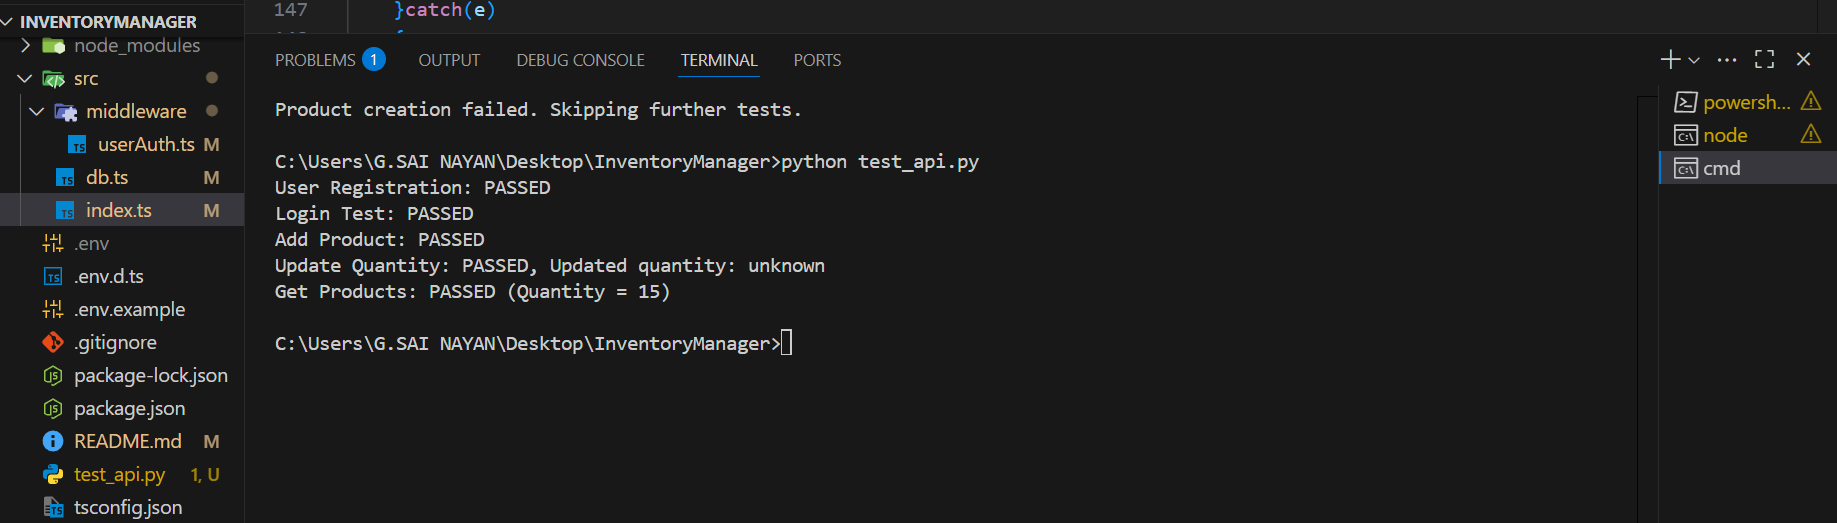 INVENTORYMANAGER
node_modules
src
middleware
userAuth.ts M
db.ts M
index.ts M
.env
.env.d.ts
.env.example
.gitignore
package-lock.json
package.json
README.md M
test_api.py 1, U
tsconfig.json
147 }catch(e)
PROBLEMS 1 OUTPUT DEBUG CONSOLE TERMINAL PORTS
Product creation failed. Skipping further tests.
C:\Users\G.SAI NAYAN\Desktop\InventoryManager>python test_api.py
User Registration: PASSED
Login Test: PASSED
Add Product: PASSED
Update Quantity: PASSED, Updated quantity: unknown
Get Products: PASSED (Quantity = 15)
C:\Users\G.SAI NAYAN\Desktop\InventoryManager>
powersh...
node
cmd